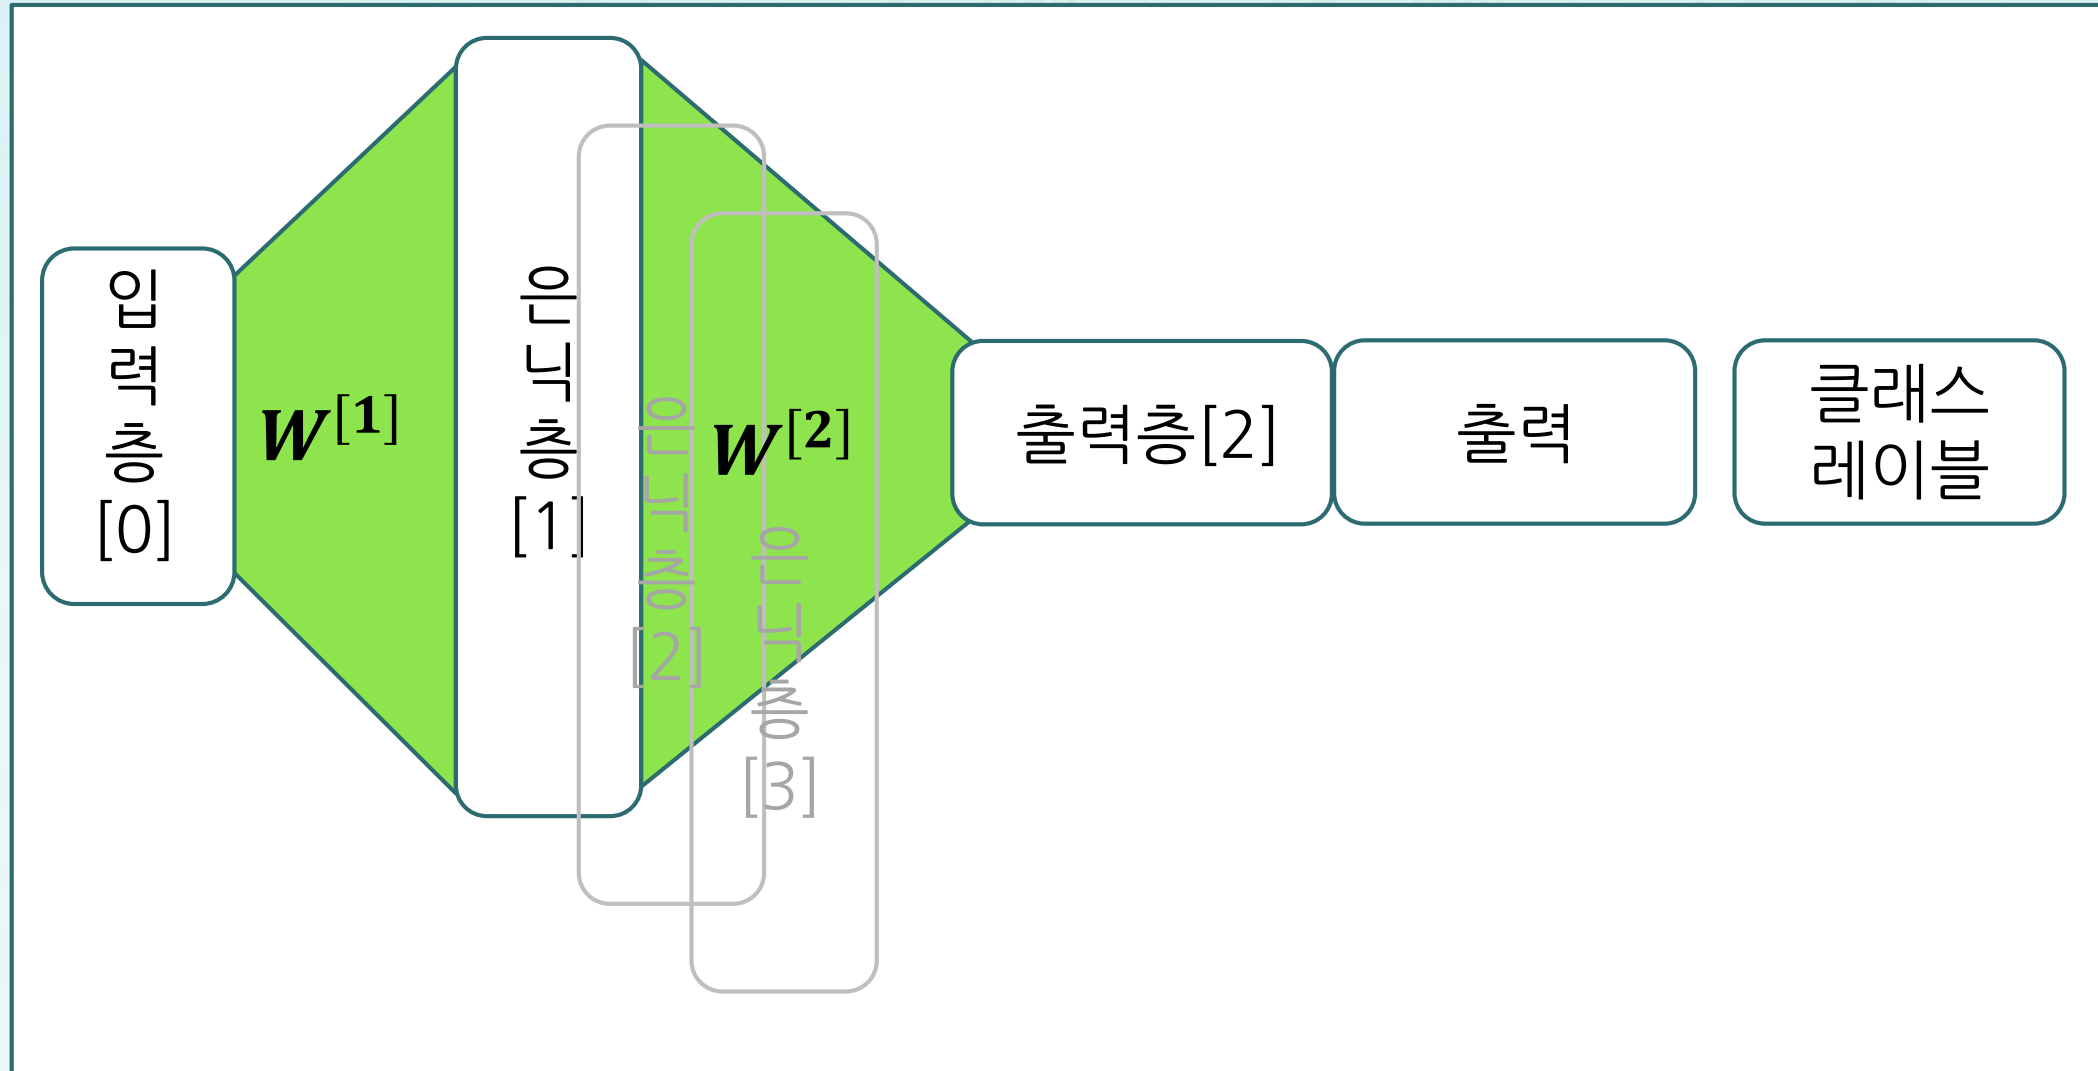 입
력
층
[0]
W[1]
은
닉
층
[1]
은
닉
층
[2]
W[2]
은
닉
층
[3]
출력층[2]
출력
클래스
레이블